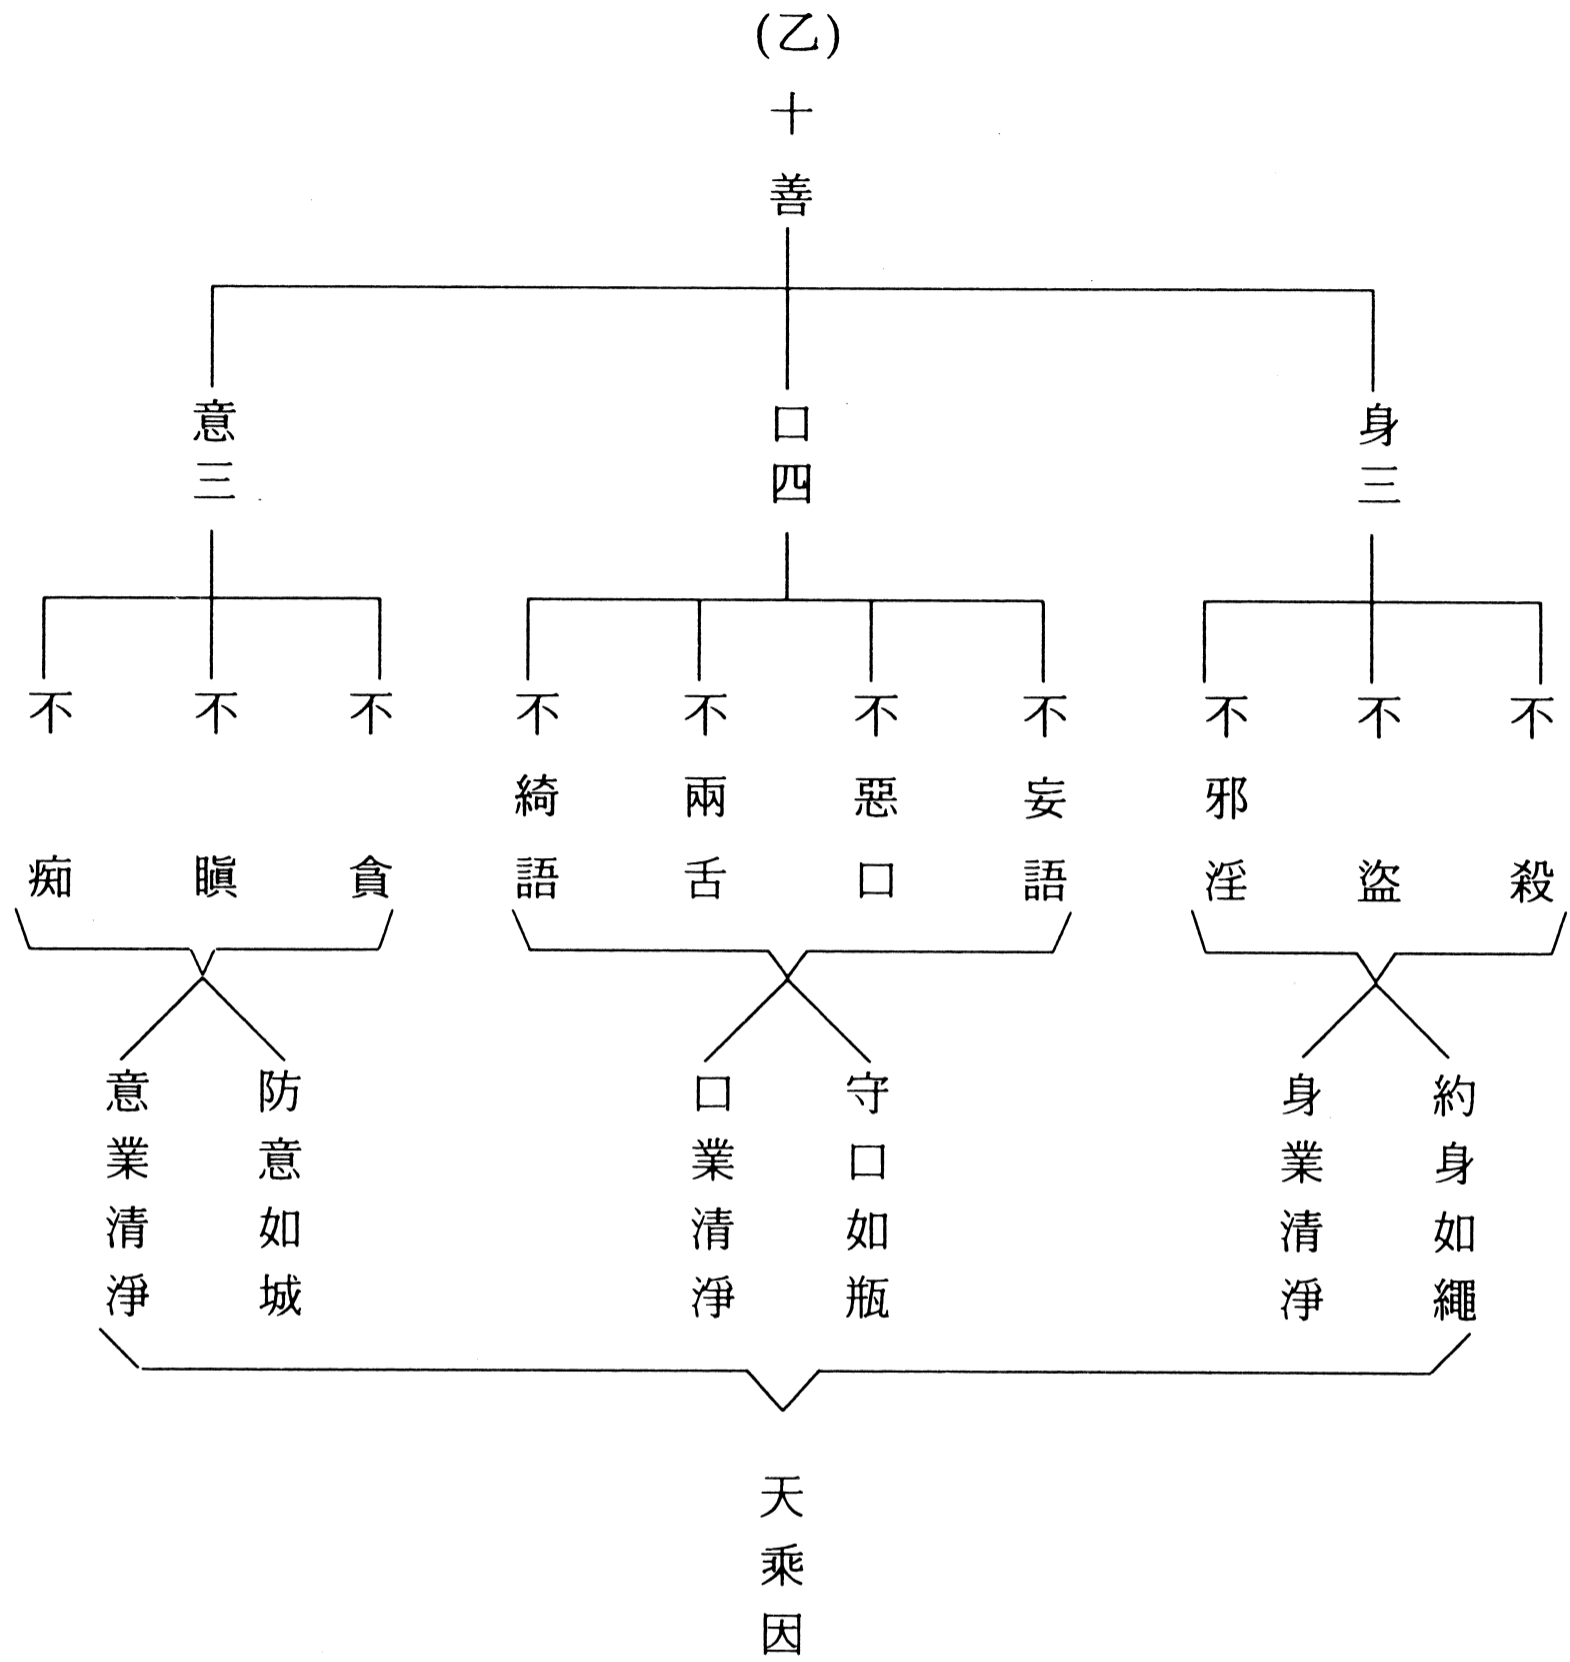 (乙)
十善
身三
口四
意三
不殺
不盜
不邪淫
不妄語
不惡口
不兩舌
不綺語
不貪
不瞋
不痴
約身如繩
身業清淨
守口如瓶
口業清淨
防意如城
意業清淨
天乘因